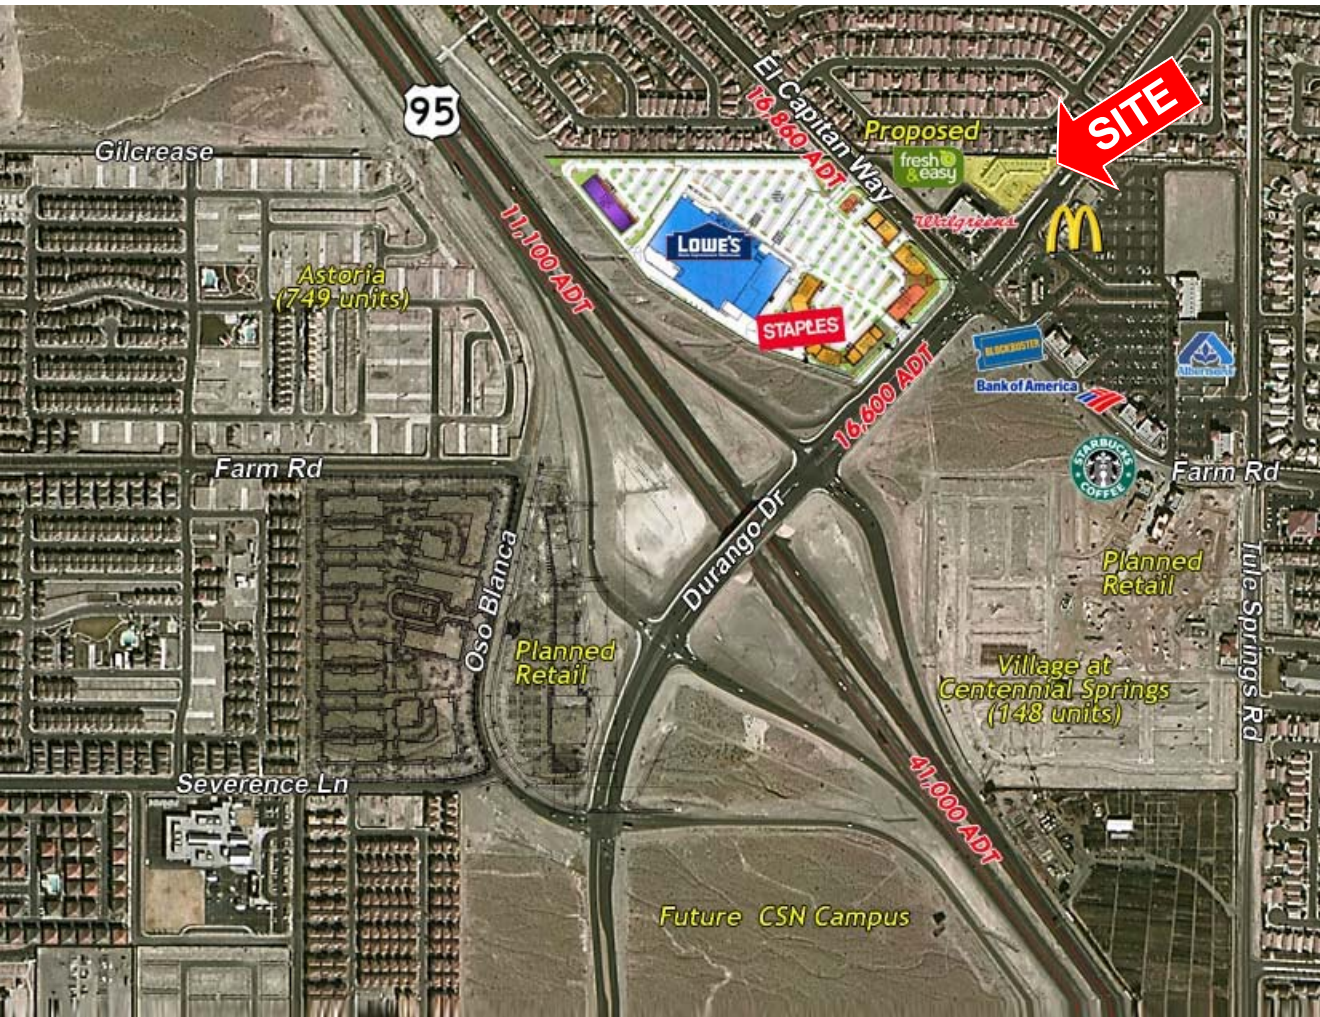 95
El Capitan Way
16,860 ADT
Proposed
fresh
&easy
SITE
Gilcrease
Walgreens
LOWE'S
11,100 ADT
Astoria
(749 units)
STAPLES
BLOCKBUSTER
Bank of America
Albertsons
16,600 ADT
STARBUCKS
COFFEE
Farm Rd
Farm Rd
Durango Dr
Oso Blanca
Planned
Retail
Tule Springs Rd
Planned
Retail
Village at
Centennial Springs
(148 units)
Severence Ln
41,000 ADT
Future CSN Campus